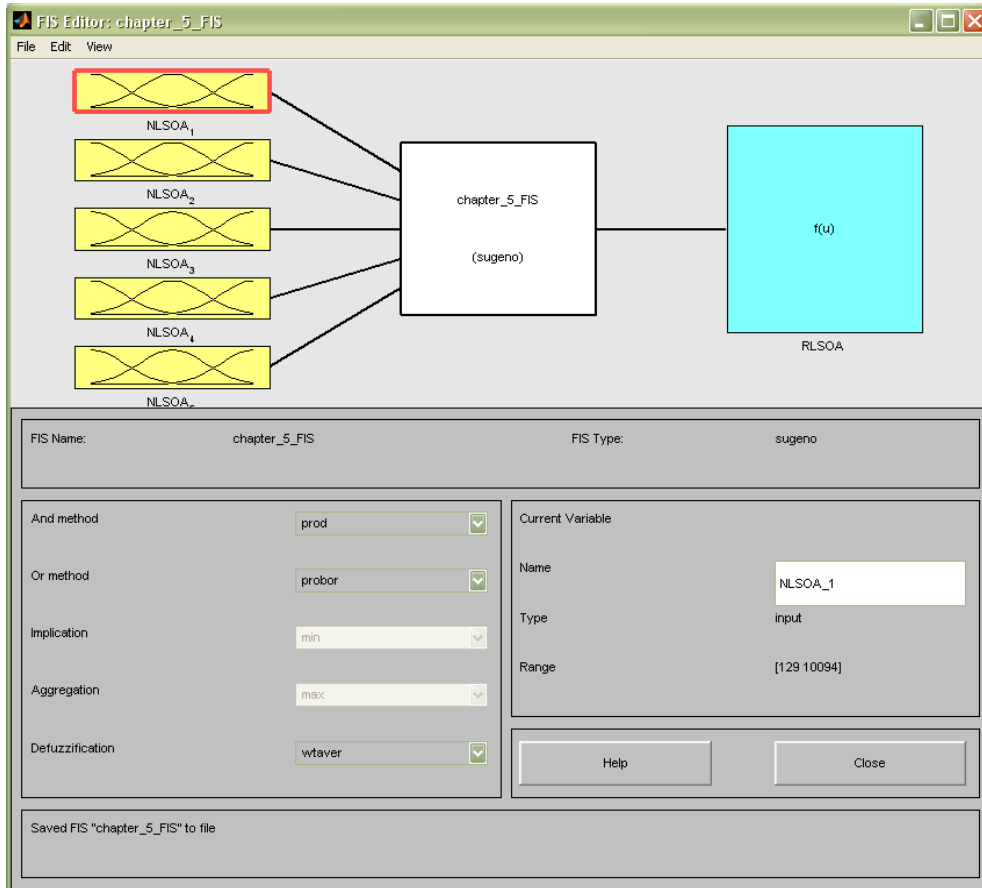 FIS Editor: chapter_5_FIS
File Edit View
NLSOA1
NLSOA2
NLSOA3
NLSOA4
chapter_5_FIS
(sugeno)
f(u)
RLSOA
FIS Name: chapter_5_FIS FIS Type: sugeno
And method prod
Or method probor
Implication min
Aggregation max
Defuzzification wtaver
Current Variable
Name NLSOA_1
Type input
Range [129 10094]
Help Close
Saved FIS "chapter_5_FIS" to file